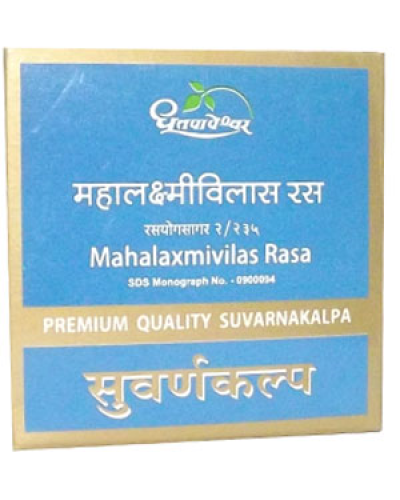 धूतपापेश्वर
महालक्ष्मीविलास रस
रसयोगसागर २/२३५
Mahalaxmivilas Rasa
SDS Monograph No. - 0900094
PREMIUM QUALITY SUVARNAKALPA
सुवर्णकल्प